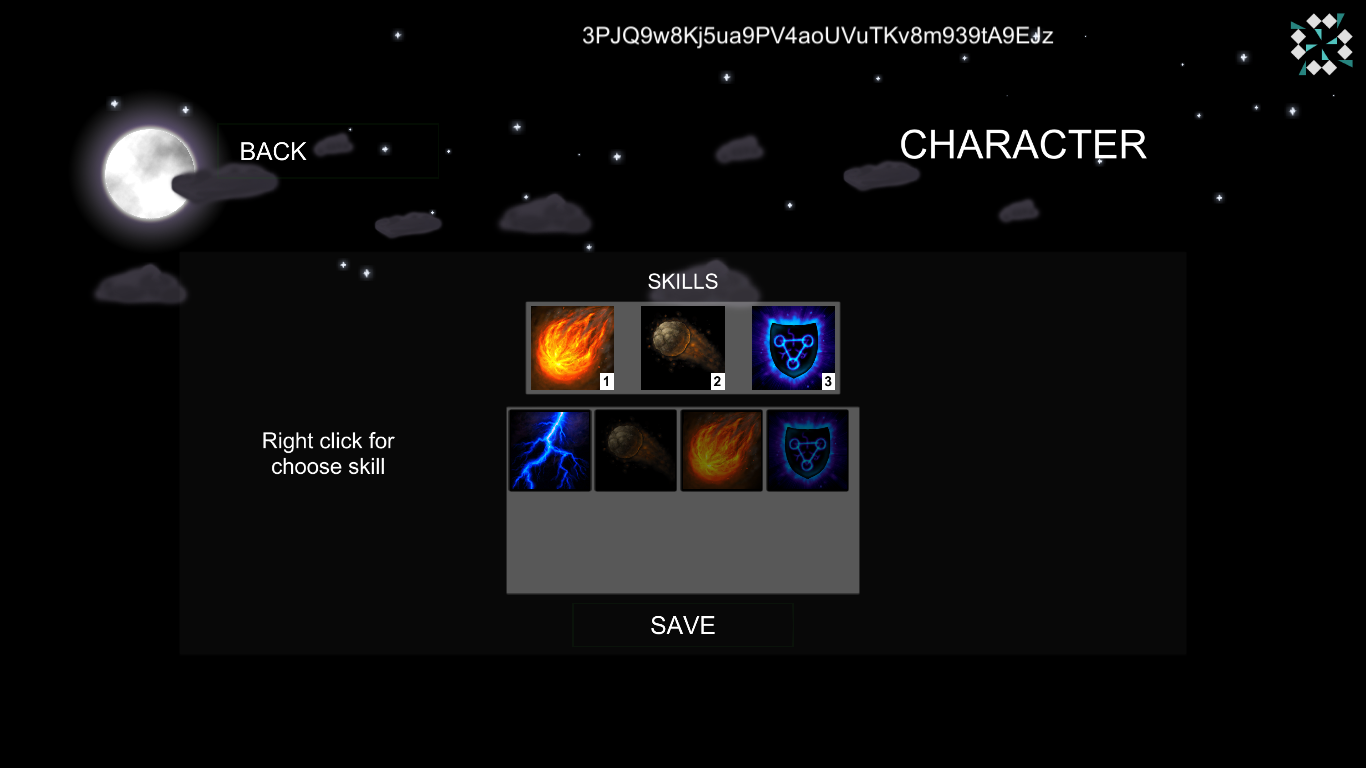 3PJQ9w8Kj5ua9PV4aoUVuTKv8m939tA9EJz
BACK
CHARACTER
SKILLS
1
2
3
Right click for
choose skill
SAVE